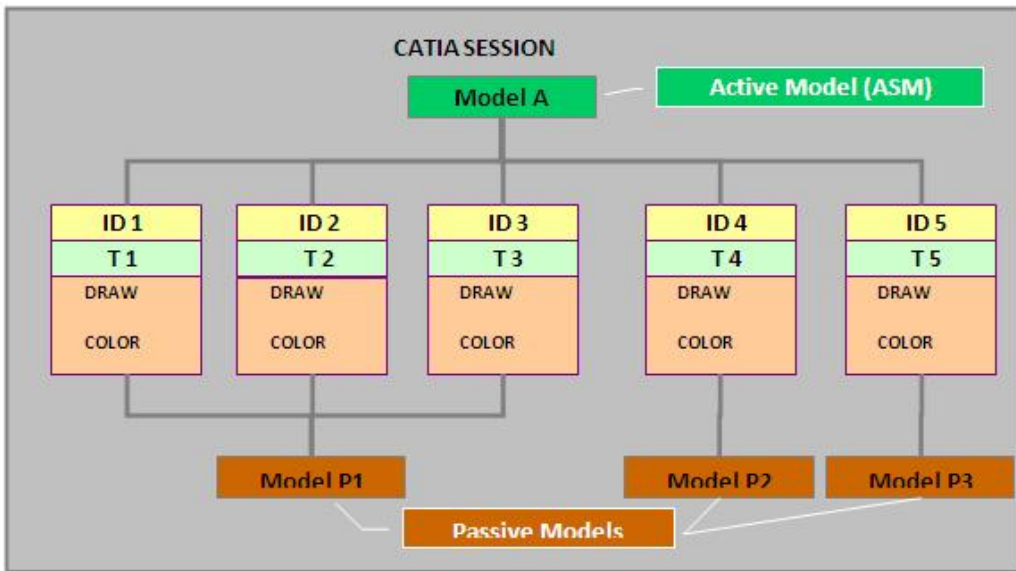 CATIA SESSION
Active Model (ASM)
Model A
ID 1
ID 2
ID 3
ID 4
ID 5
T 1
T 2
T 3
T 4
T 5
DRAW
DRAW
DRAW
DRAW
DRAW
COLOR
COLOR
COLOR
COLOR
COLOR
Model P1
Model P2
Model P3
Passive Models